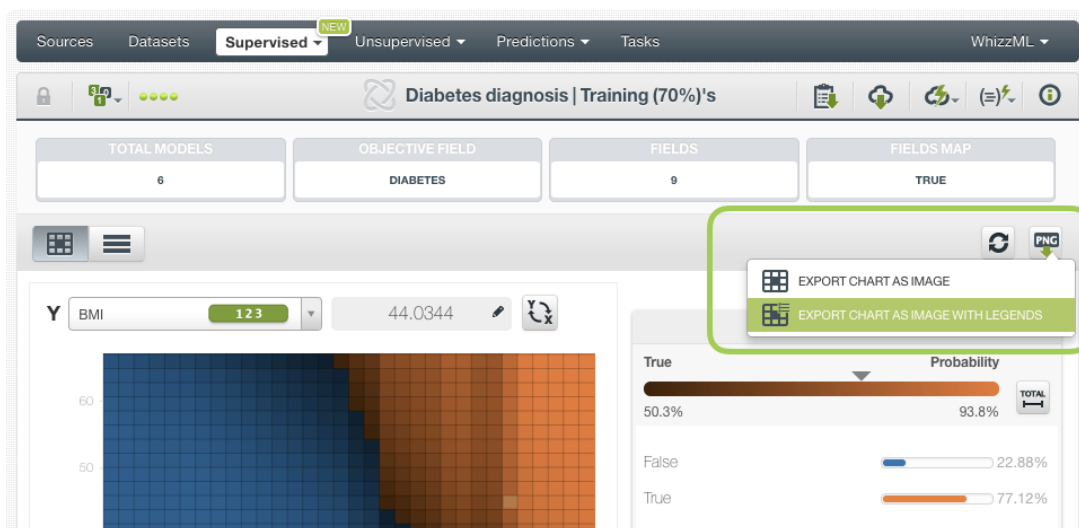 Sources Datasets Supervised NEW Unsupervised Predictions Tasks WhizzML
Diabetes diagnosis | Training (70%)'s
TOTAL MODELS OBJECTIVE FIELD FIELDS FIELDS MAP
6 DIABETES 9 TRUE
PNG
EXPORT CHART AS IMAGE
EXPORT CHART AS IMAGE WITH LEGENDS
Y BMI 123 44.0344 Y X
True Probability
TOTAL
50.3% 93.8%
60
False 22.88%
50
True 77.12%